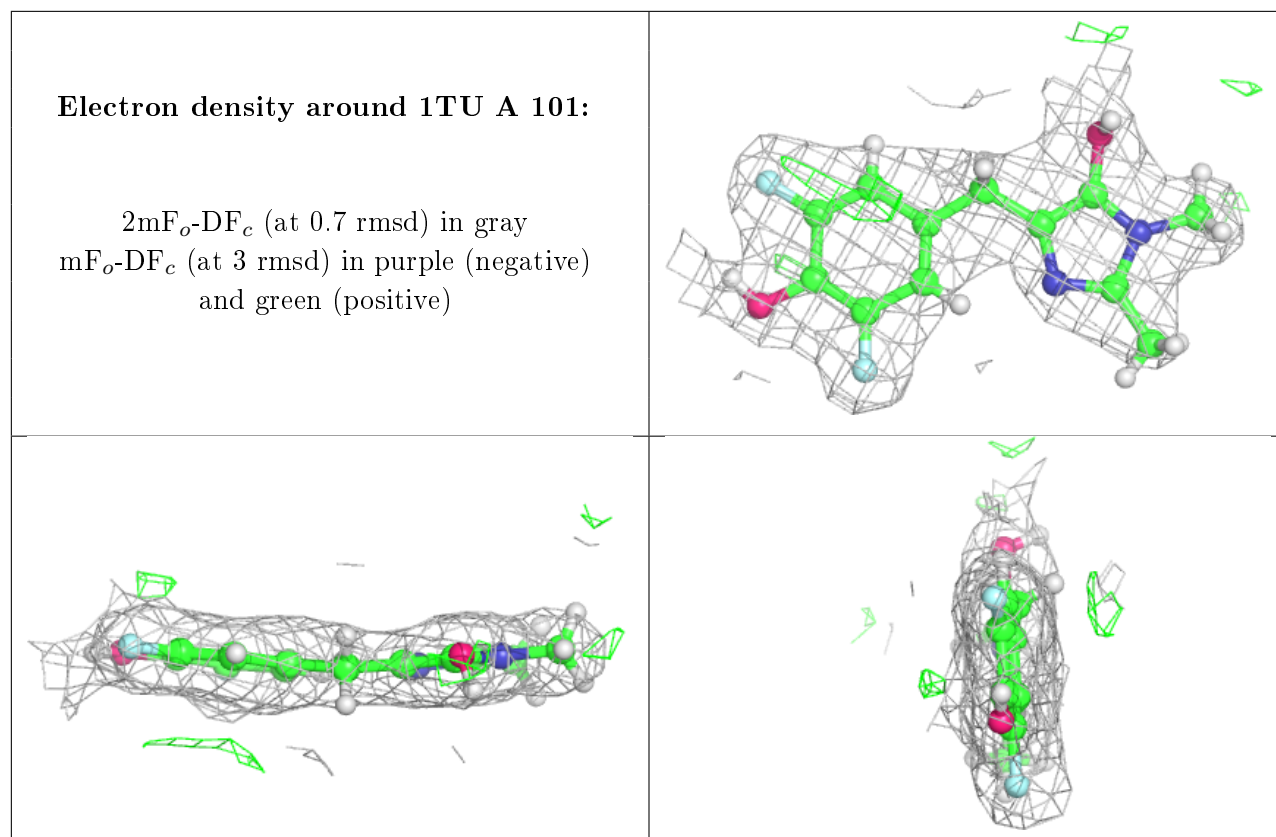 Electron density around 1TU A 101:
2mFₒ-DF𝒸 (at 0.7 rmsd) in gray
mFₒ-DF𝒸 (at 3 rmsd) in purple (negative)
and green (positive)